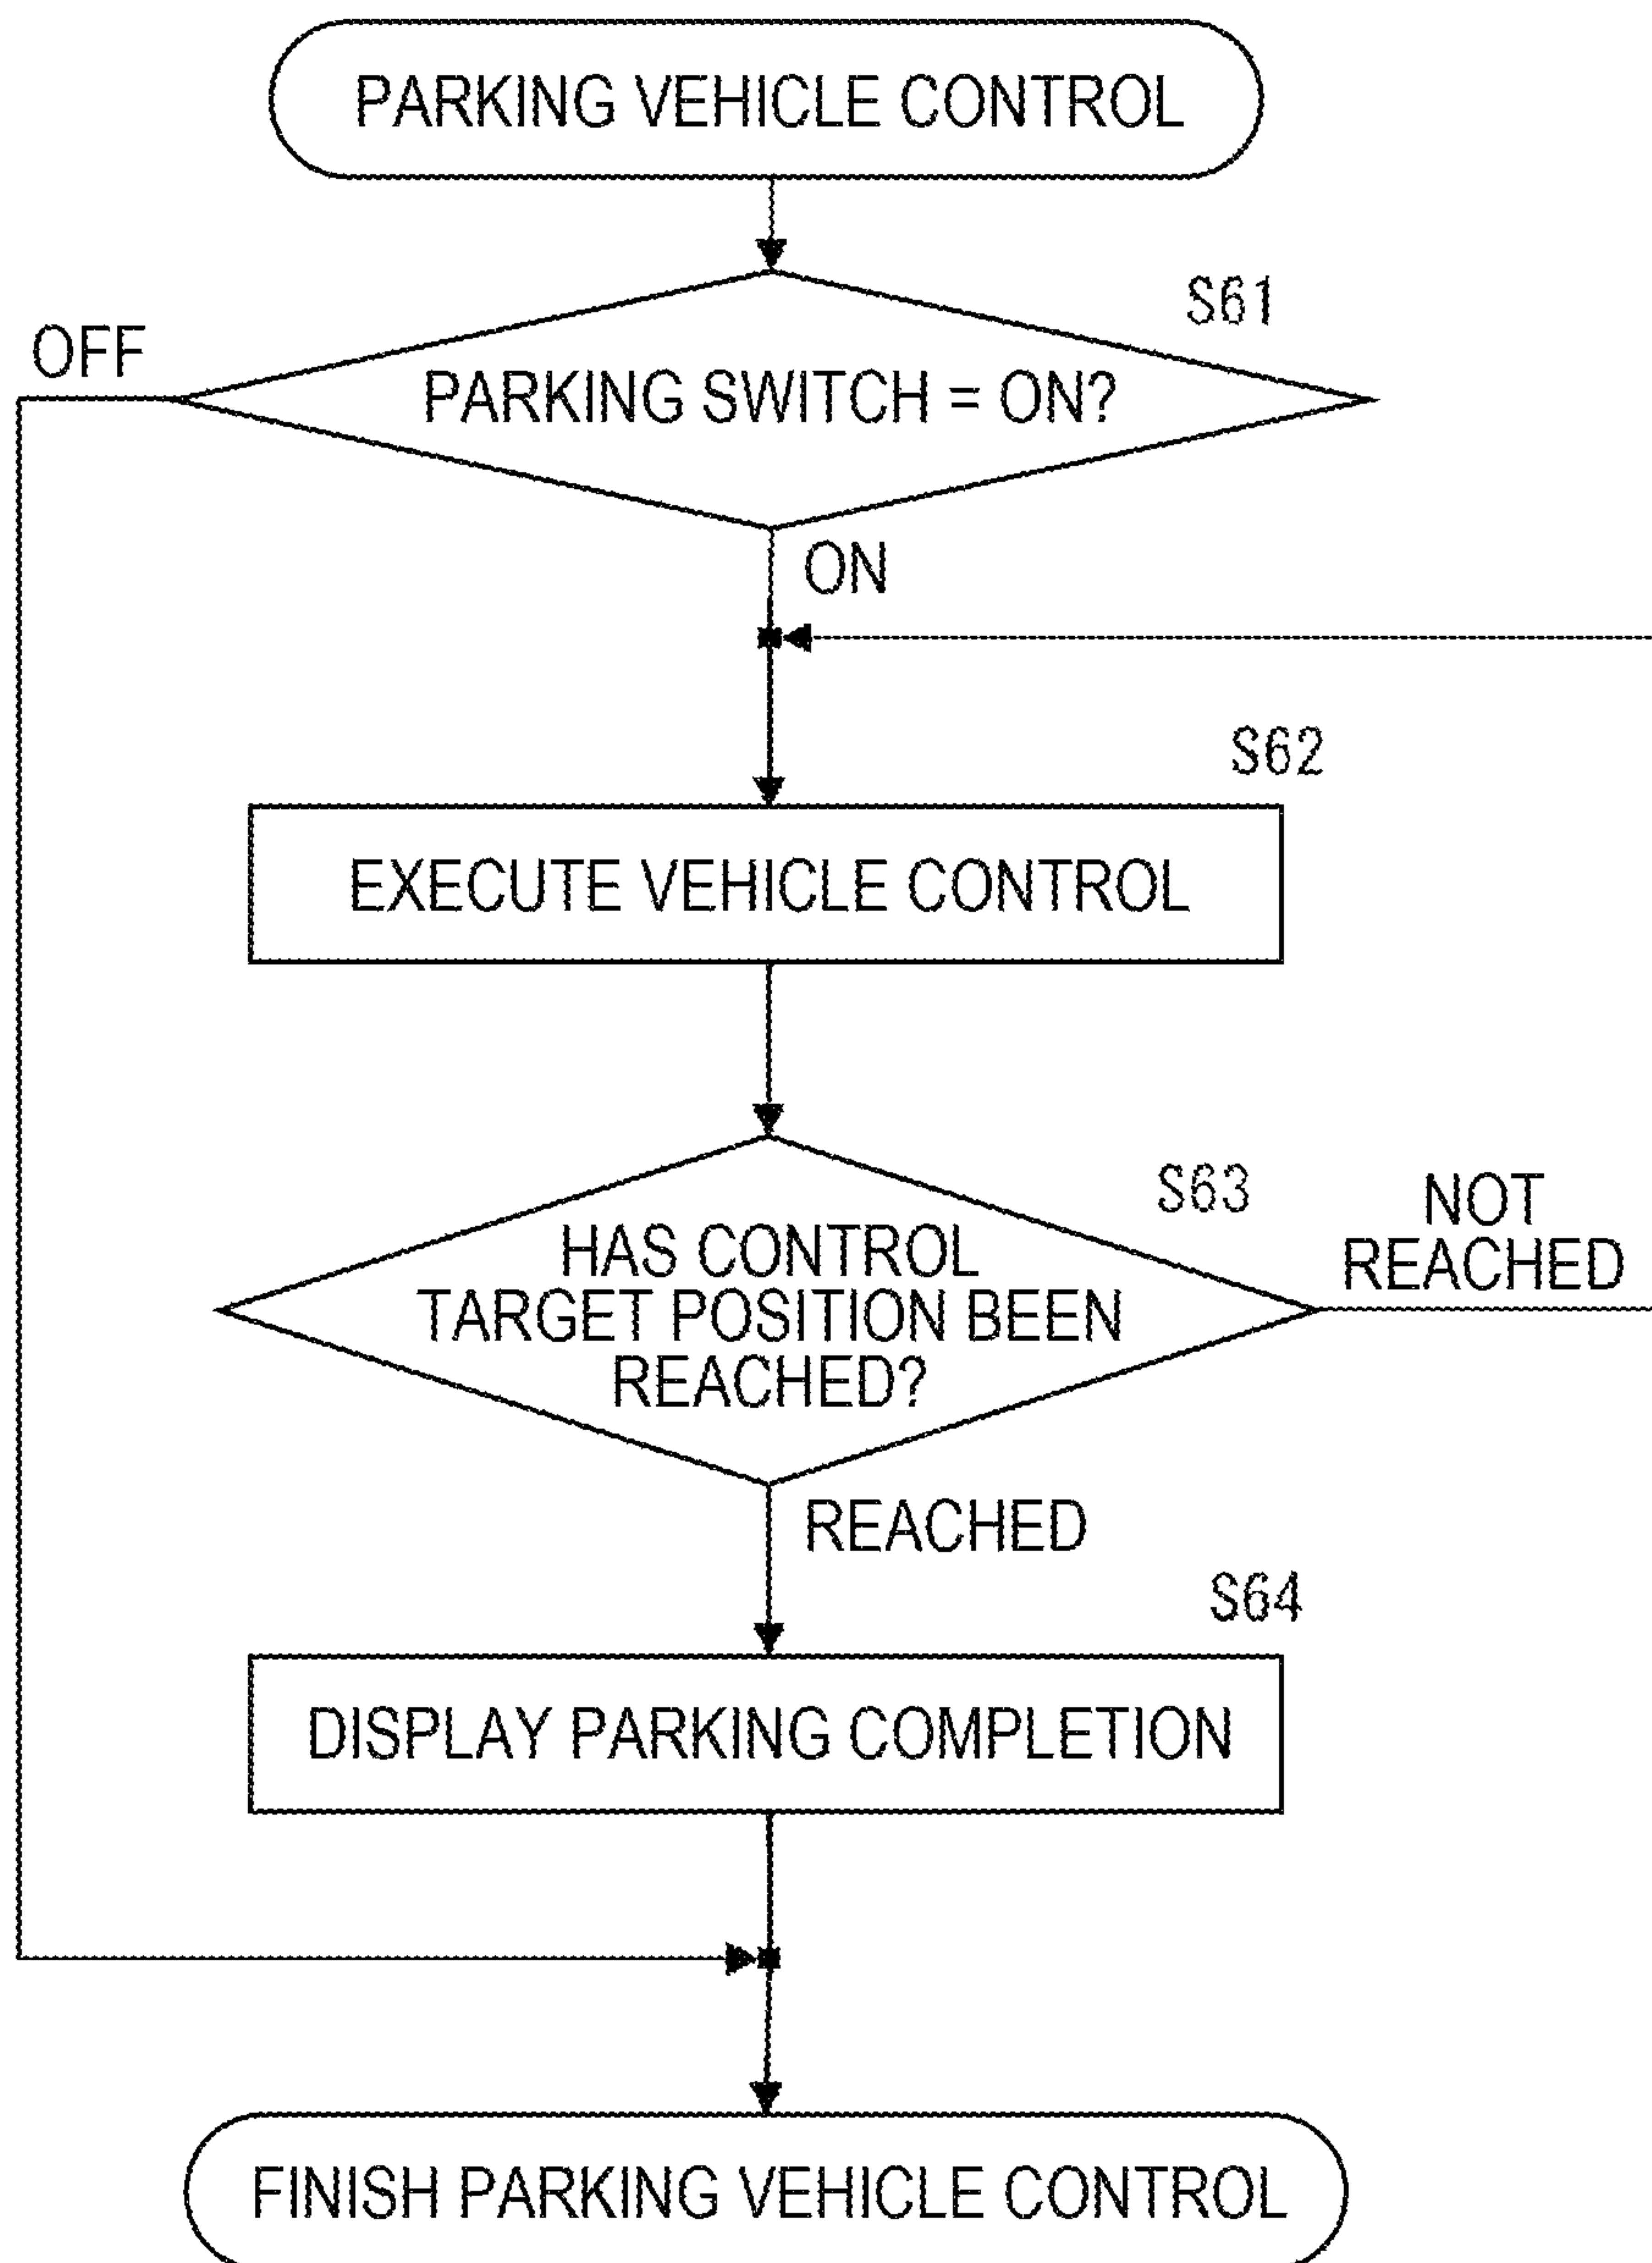 PARKING VEHICLE CONTROL
S61
OFF
PARKING SWITCH = ON?
ON
S62
EXECUTE VEHICLE CONTROL
S63
NOT
REACHED
HAS CONTROL
TARGET POSITION BEEN
REACHED?
REACHED
S64
DISPLAY PARKING COMPLETION
FINISH PARKING VEHICLE CONTROL